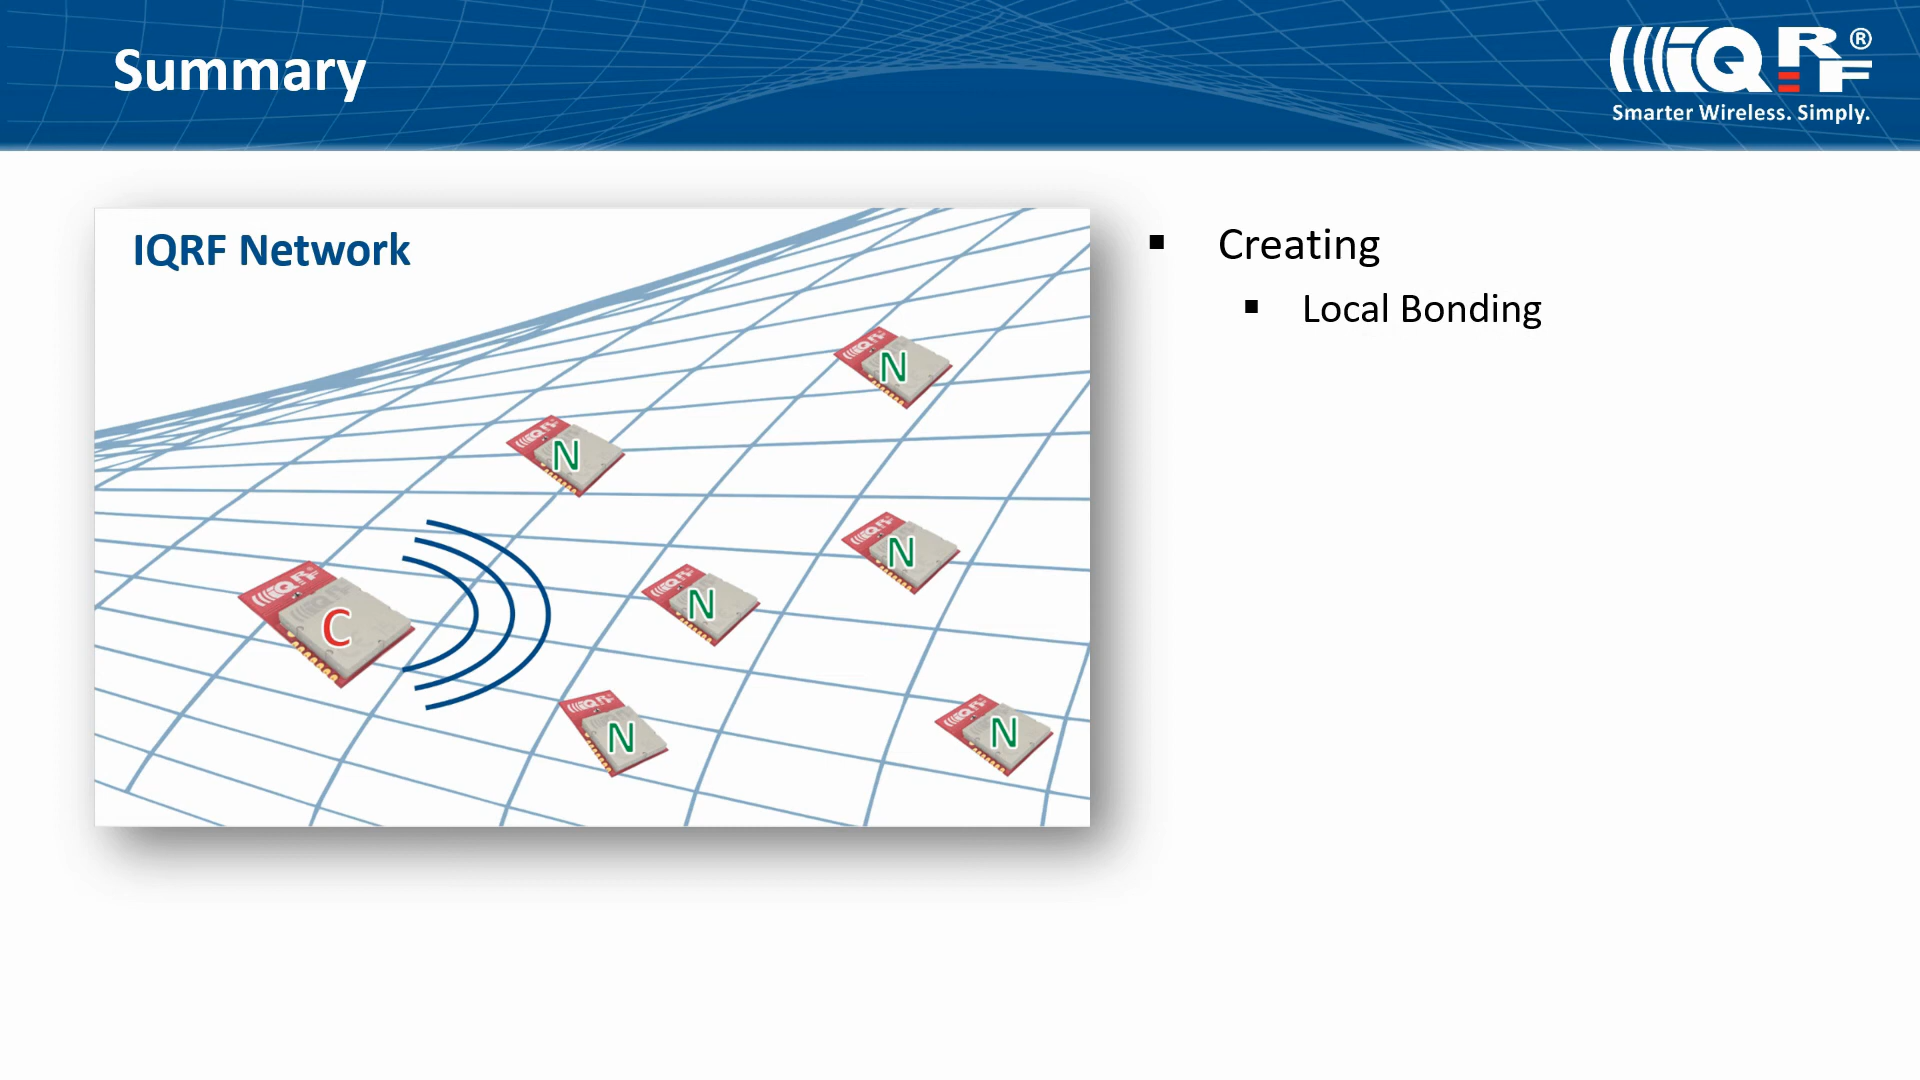 Summary
IQRF®
Smarter Wireless. Simply.
IQRF Network
Creating
Local Bonding
N
N
N
N
C
N
N